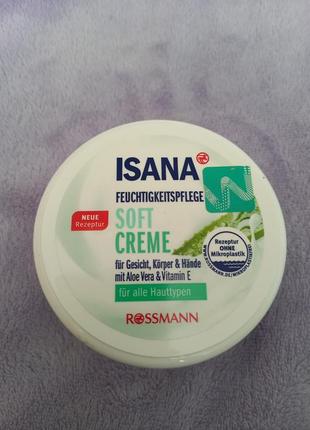 ISANA
FEUCHTIGKEITSPFLEGE
NEUE
Rezeptur
SOFT
CREME
Rezeptur
OHNE
Mikroplastik
für Gesicht, Körper & Hände
mit Aloe Vera & Vitamin E
für alle Hauttypen
ROSSMANN